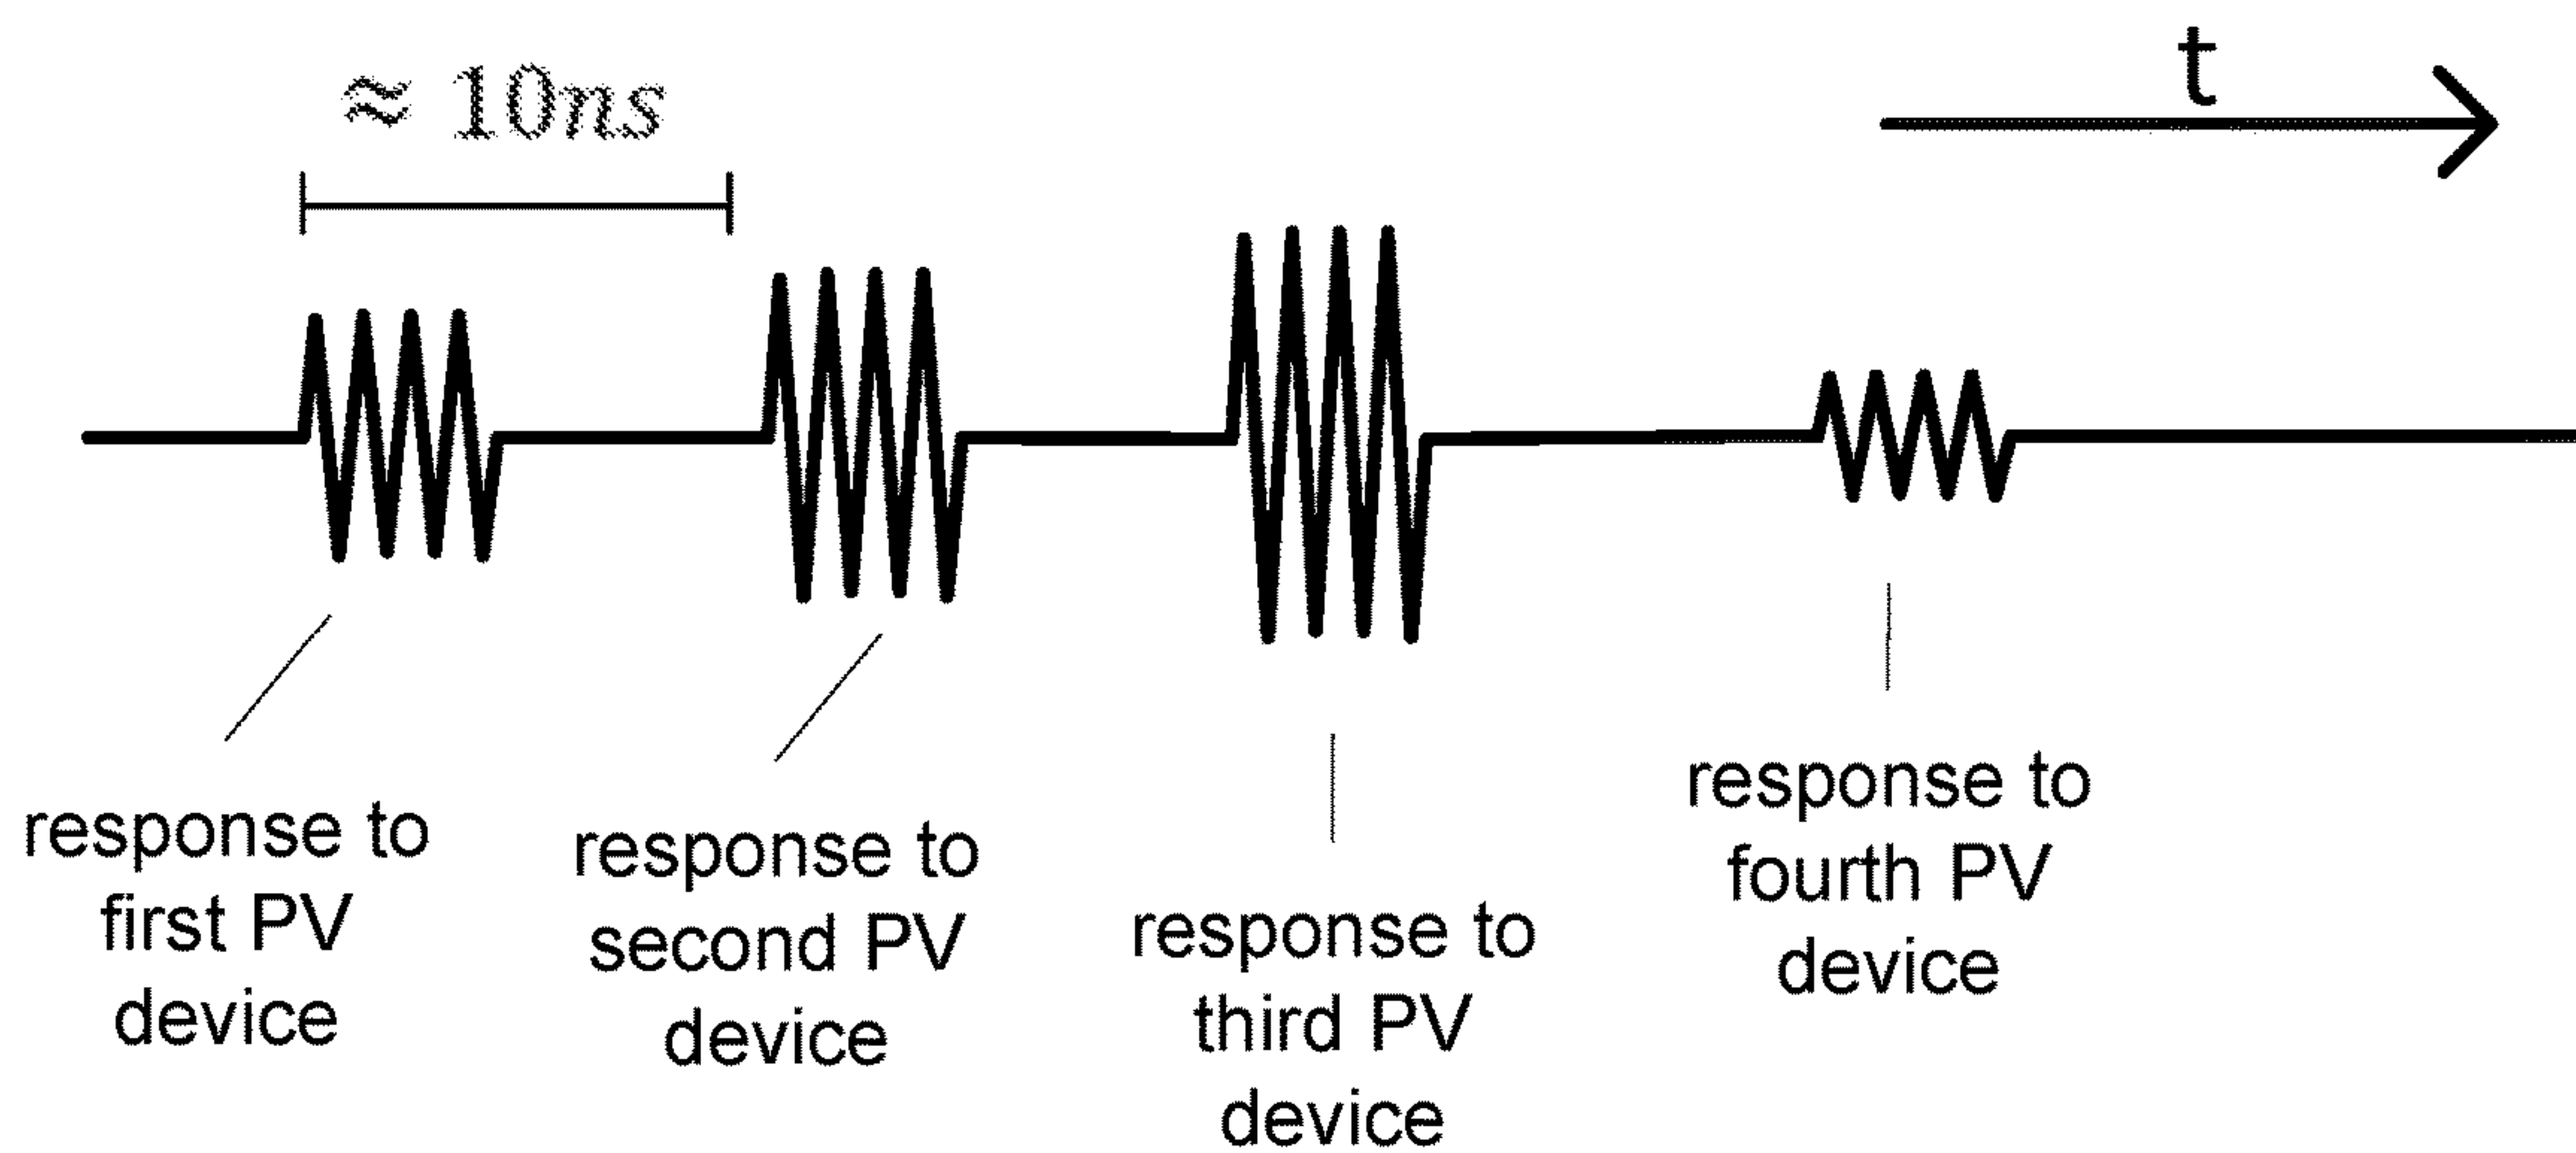 ≈ 10ns
t
response to
first PV
device
response to
second PV
device
response to
third PV
device
response to
fourth PV
device